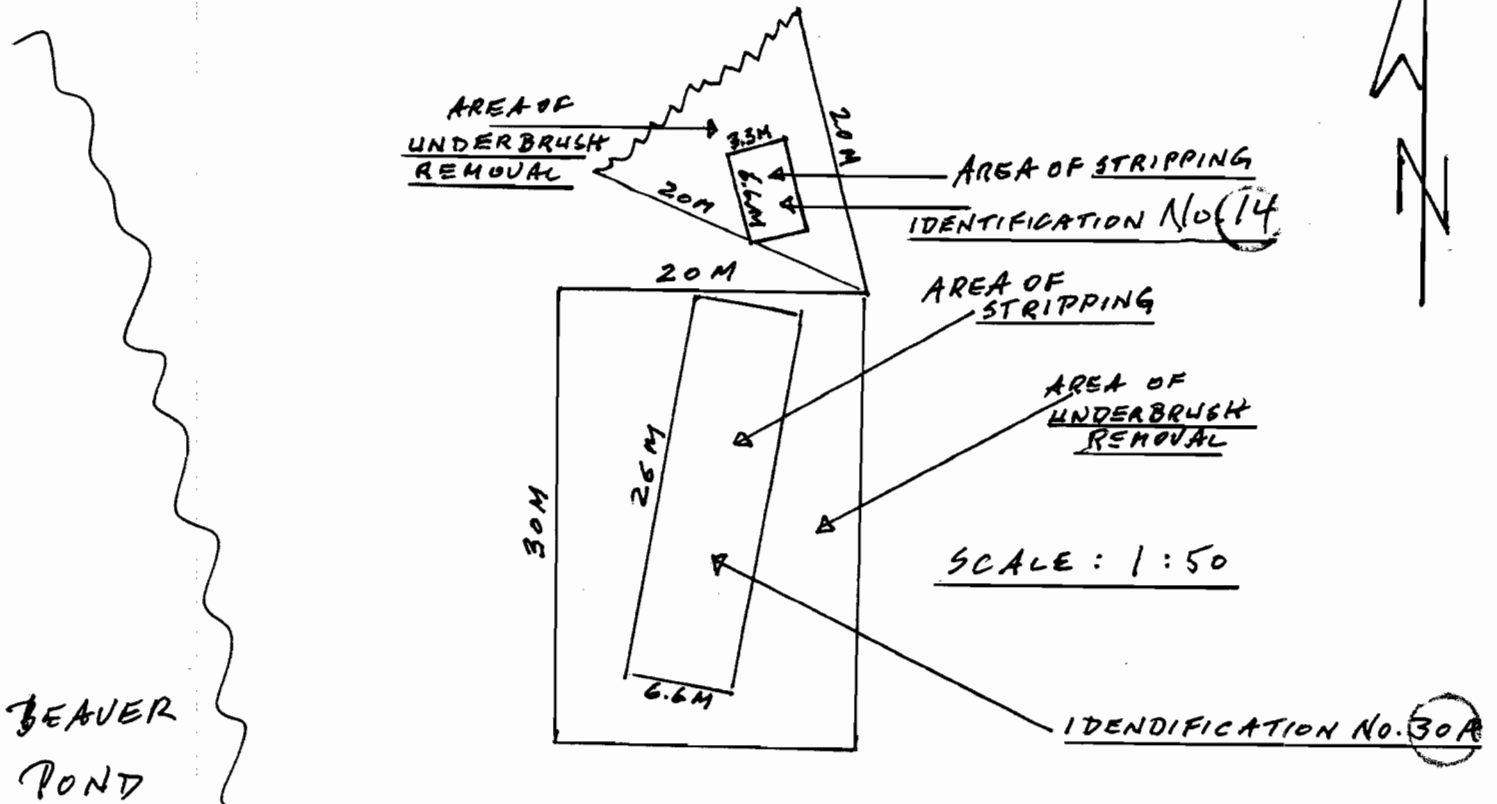 AREA OF
UNDERBRUSH
REMOVAL
20M
3.3M
6.6M
20M
AREA OF STRIPPING
IDENTIFICATION No. 14
N
20M
AREA OF
STRIPPING
AREA OF
UNDERBRUSH
REMOVAL
26M
30M
SCALE: 1:50
6.6M
IDENDIFICATION No. 30A
BEAVER
POND